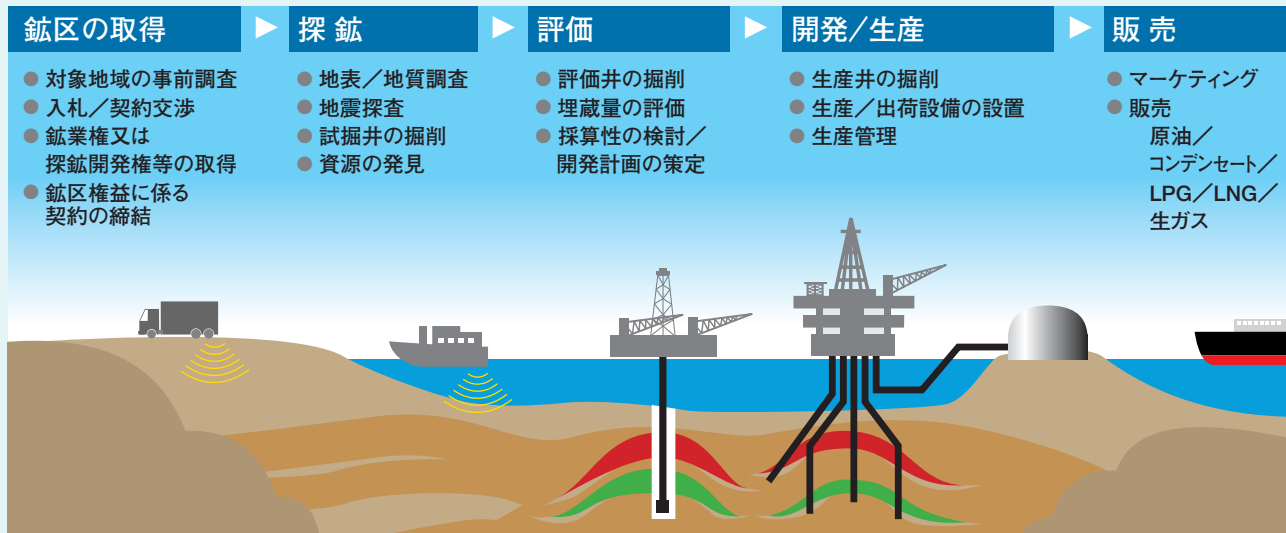 鉱区の取得
● 対象地域の事前調査
● 入札／契約交渉
● 鉱業権又は
探鉱開発権等の取得
● 鉱区権益に係る
契約の締結
▶
探 鉱
● 地表／地質調査
● 地震探査
● 試掘井の掘削
● 資源の発見
▶
評価
● 評価井の掘削
● 埋蔵量の評価
● 採算性の検討／
開発計画の策定
▶
開発/生産
● 生産井の掘削
● 生産／出荷設備の設置
● 生産管理
▶
販 売
● マーケティング
● 販売
原油／
コンデンセート／
LPG／LNG／
生ガス